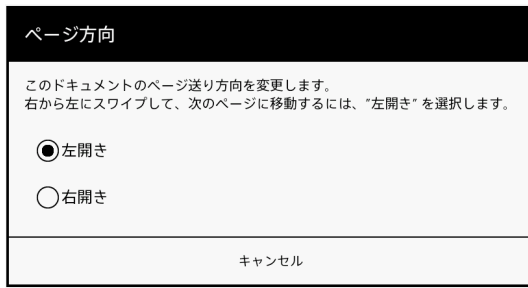 ページ方向
このドキュメントのページ送り方向を変更します。
右から左にスワイプして、次のページに移動するには、"左開き" を選択します。
左開き
右開き
キャンセル